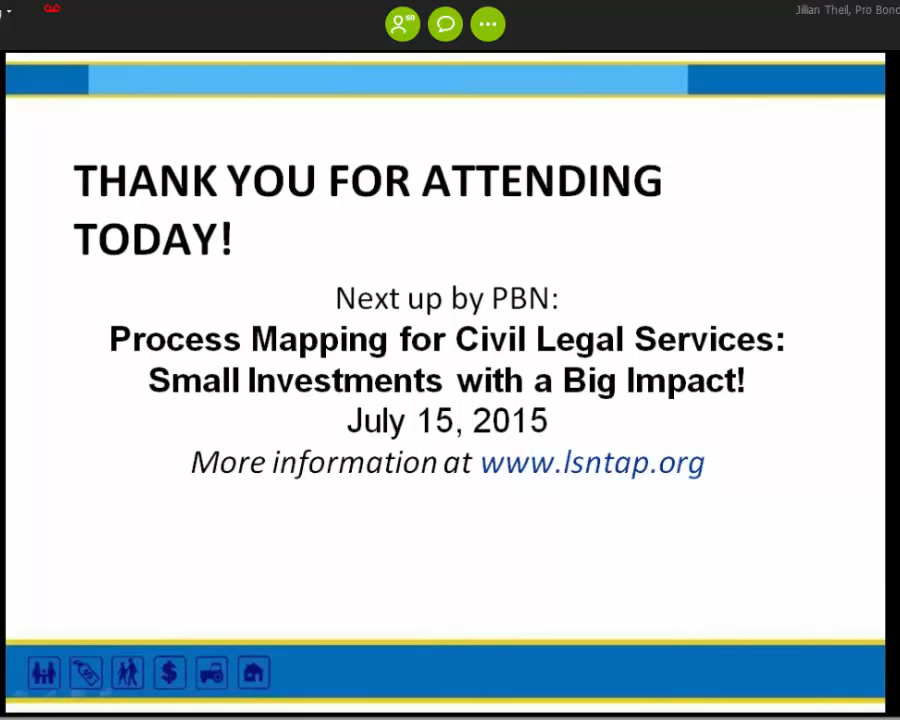 Jillian Theil, Pro Bono
60
THANK YOU FOR ATTENDING
TODAY!
Next up by PBN:
Process Mapping for Civil Legal Services:
Small Investments with a Big Impact!
July 15, 2015
More information at www.lsntap.org
$